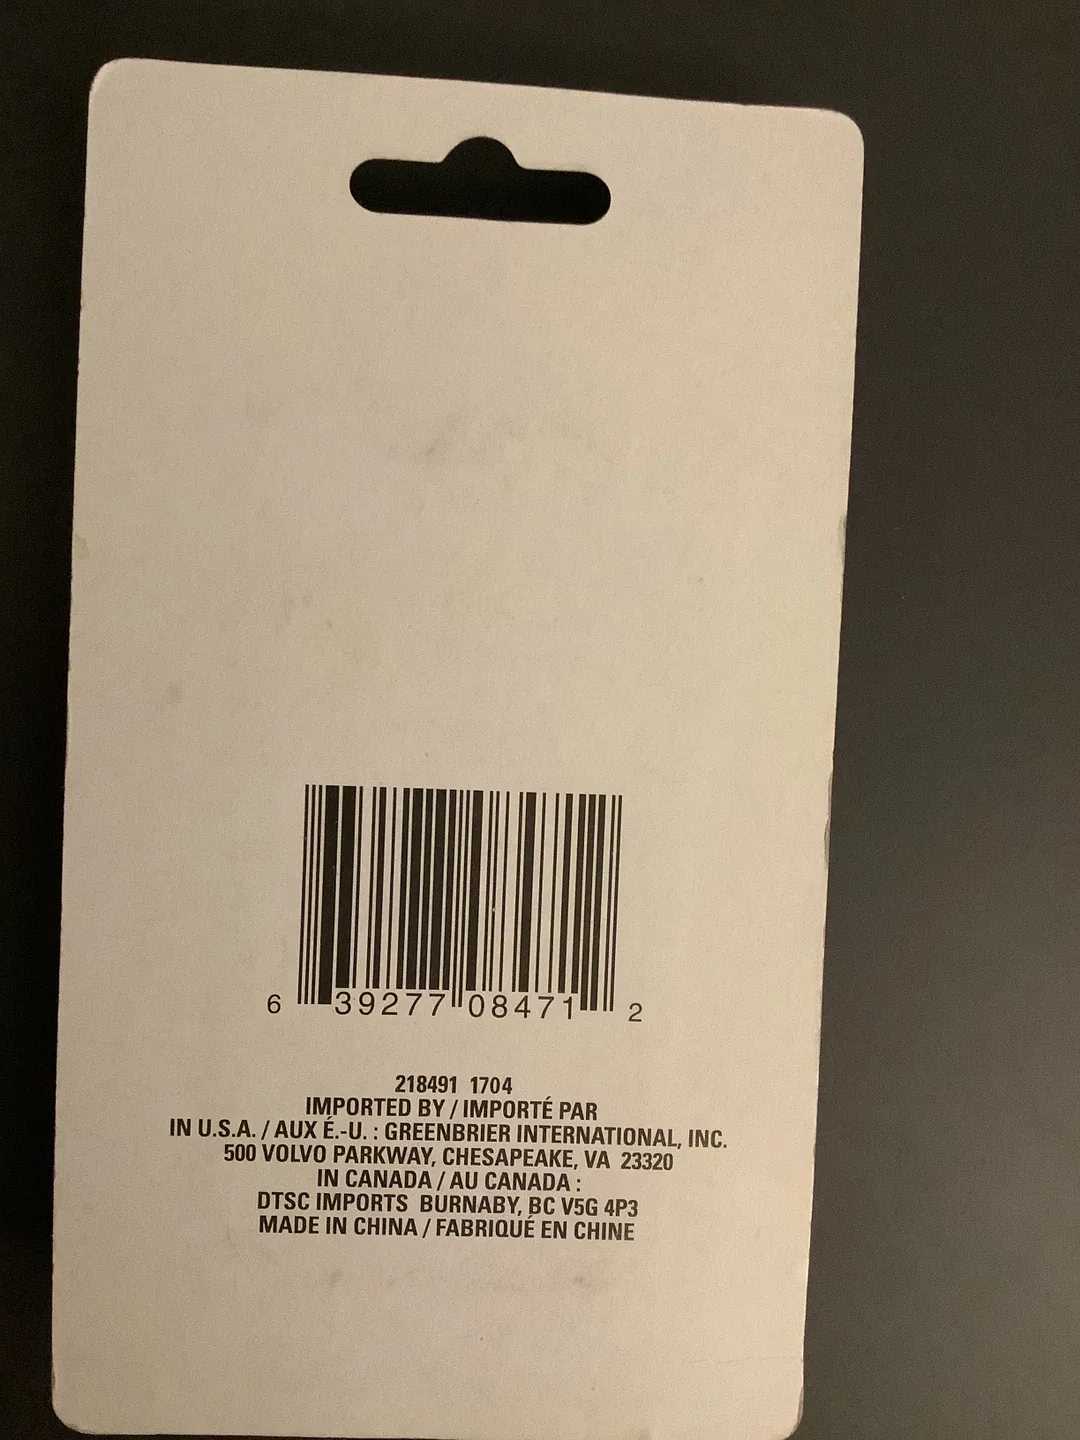 6 39277 08471 2
218491 1704
IMPORTED BY / IMPORTÉ PAR
IN U.S.A. / AUX É.-U. : GREENBRIER INTERNATIONAL, INC.
500 VOLVO PARKWAY, CHESAPEAKE, VA 23320
IN CANADA / AU CANADA :
DTSC IMPORTS BURNABY, BC V5G 4P3
MADE IN CHINA / FABRIQUÉ EN CHINE